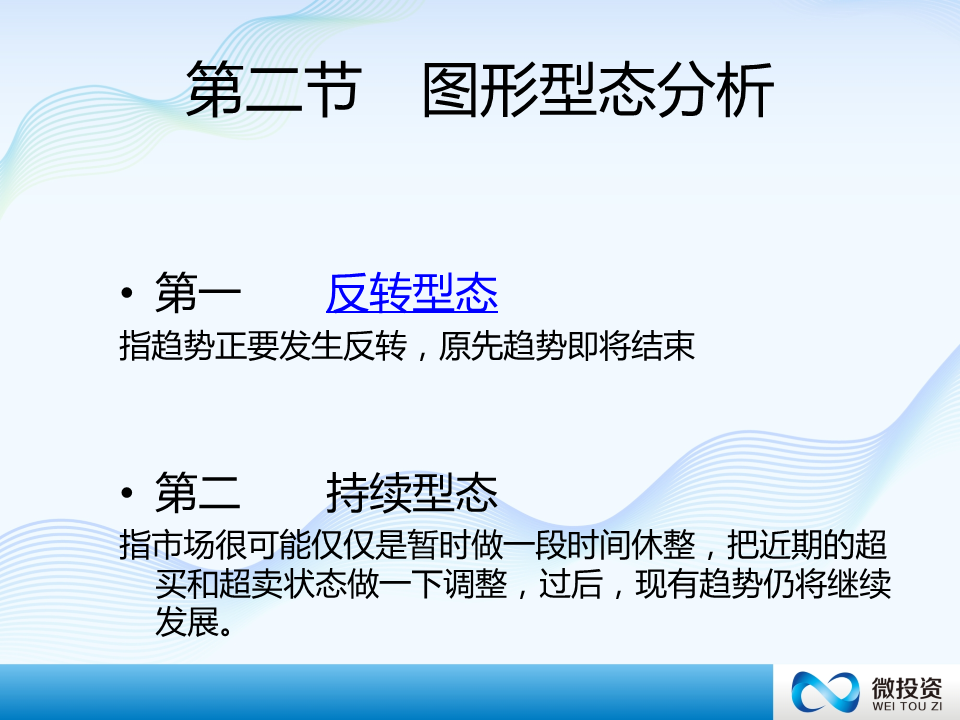 第二节　图形型态分析
• 第一　　反转型态
指趋势正要发生反转，原先趋势即将结束
• 第二　　持续型态
指市场很可能仅仅是暂时做一段时间休整，把近期的超
买和超卖状态做一下调整，过后，现有趋势仍将继续
发展。
微投资
WEI TOU ZI